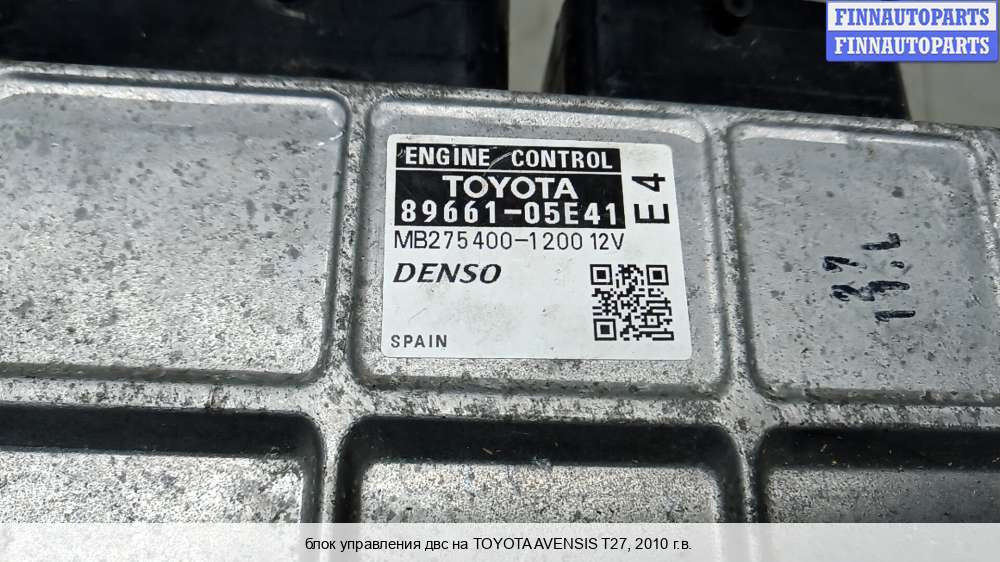 FINNAUTOPARTS
FINNAUTOPARTS
ENGINE CONTROL
TOYOTA
89661-05E41
E4
MB275400-1200 12V
DENSO
SPAIN
блок управления двс на TOYOTA AVENSIS T27, 2010 г.в.